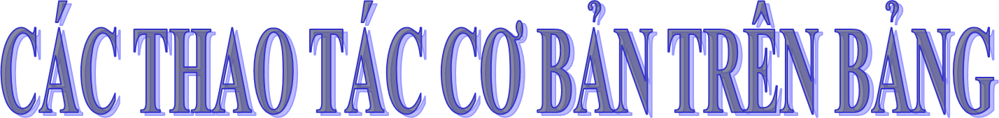 CÁC THAO TÁC CƠ BẢN TRÊN BẢNG